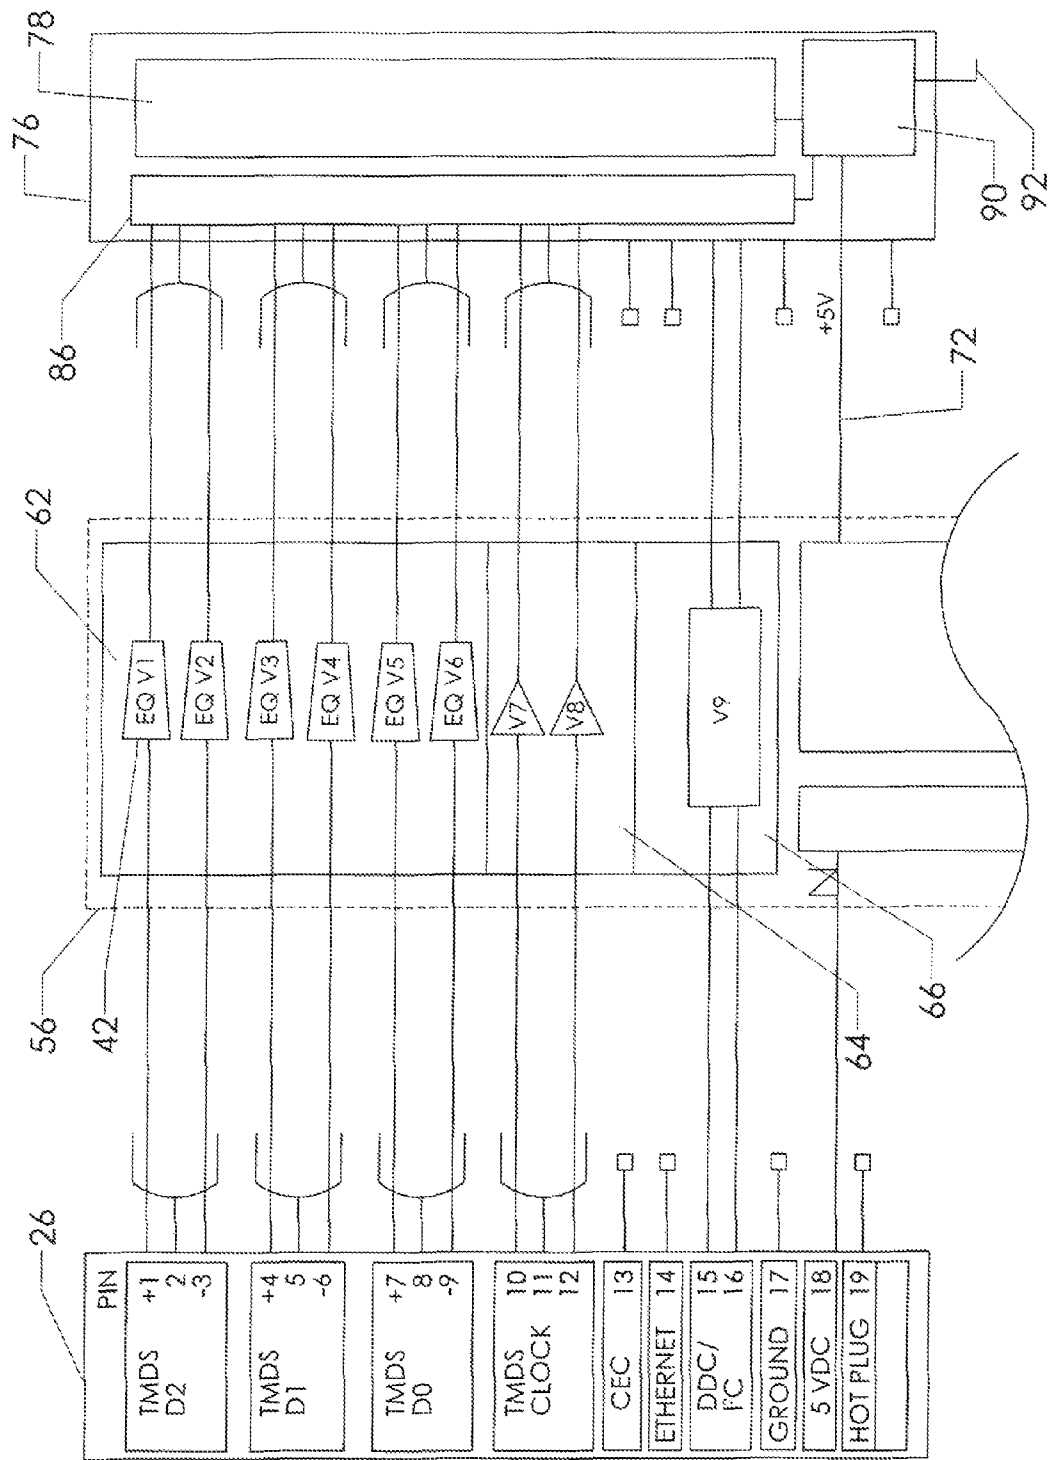 26
56
42
62
86
76
78
PIN
TMDS
D2
+1
2
-3
TMDS
D1
+4
5
-6
TMDS
D0
+7
8
-9
TMDS
CLOCK
10
11
12
CEC 13
ETHERNET 14
DDC/
I²C
15
16
GROUND 17
5 VDC 18
HOT PLUG 19
EQ V1
EQ V2
EQ V3
EQ V4
EQ V5
EQ V6
V7
V8
V9
+5V
64
66
72
90
92